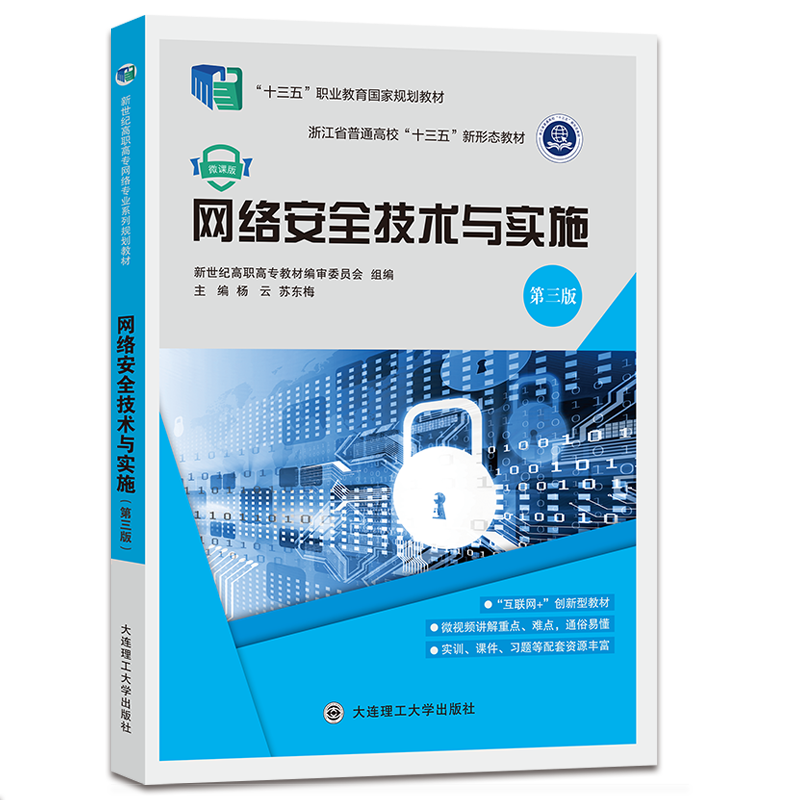 新世纪高职高专网络专业系列规划教材
网络安全技术与实施
（第三版）
大连理工大学出版社
“十三五”职业教育国家规划教材
浙江省普通高校“十三五”新形态教材
微课版
网络安全技术与实施
新世纪高职高专教材编审委员会 组编
主 编 杨 云 苏东梅
第三版
● “互联网+”创新型教材
● 微视频讲解重点、难点，通俗易懂
● 实训、课件、习题等配套资源丰富
大连理工大学出版社